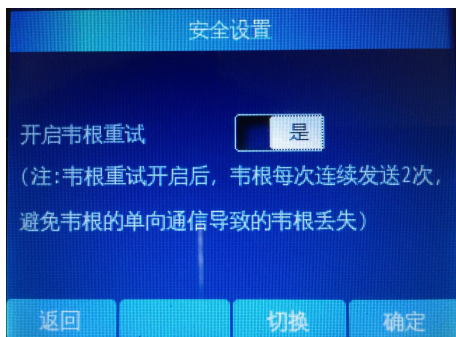 安全设置
开启韦根重试 是
(注:韦根重试开启后，韦根每次连续发送2次，
避免韦根的单向通信导致的韦根丢失)
返回 切换 确定